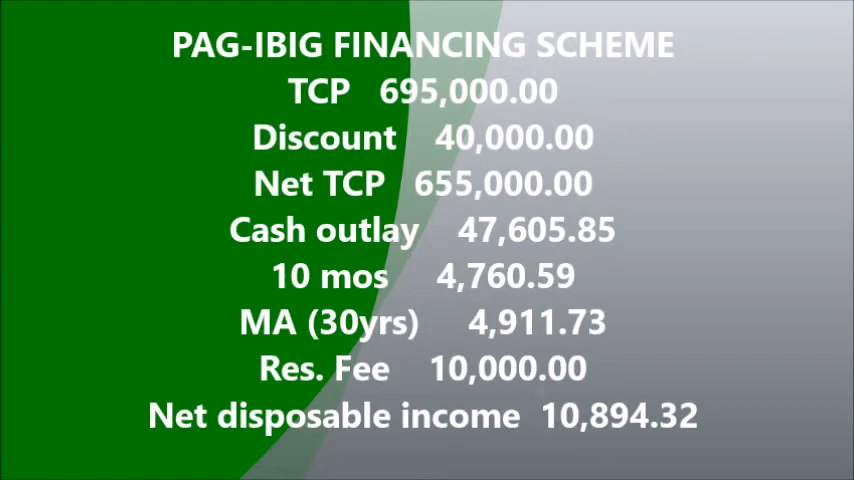 PAG-IBIG FINANCING SCHEME
TCP 695,000.00
Discount 40,000.00
Net TCP 655,000.00
Cash outlay 47,605.85
10 mos 4,760.59
MA (30yrs) 4,911.73
Res. Fee 10,000.00
Net disposable income 10,894.32